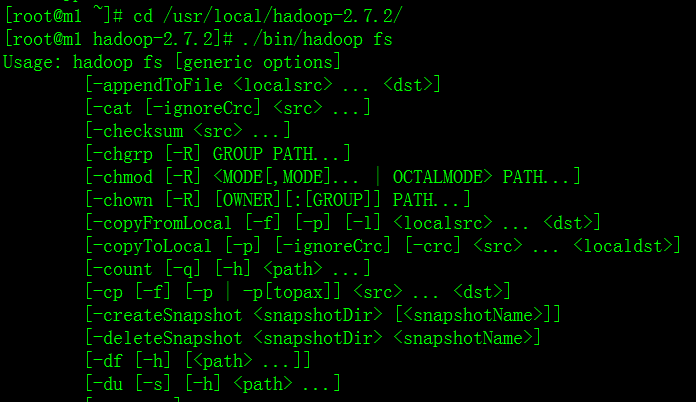 [root@m1 ~]# cd /usr/local/hadoop-2.7.2/
[root@m1 hadoop-2.7.2]# ./bin/hadoop fs
Usage: hadoop fs [generic options]
[-appendToFile <localsrc> ... <dst>]
[-cat [-ignoreCrc] <src> ...]
[-checksum <src> ...]
[-chgrp [-R] GROUP PATH...]
[-chmod [-R] <MODE[,MODE]... | OCTALMODE> PATH...]
[-chown [-R] [OWNER][:[GROUP]] PATH...]
[-copyFromLocal [-f] [-p] [-l] <localsrc> ... <dst>]
[-copyToLocal [-p] [-ignoreCrc] [-crc] <src> ... <localdst>]
[-count [-q] [-h] <path> ...]
[-cp [-f] [-p | -p[topax]] <src> ... <dst>]
[-createSnapshot <snapshotDir> [<snapshotName>]]
[-deleteSnapshot <snapshotDir> <snapshotName>]
[-df [-h] [<path> ...]]
[-du [-s] [-h] <path> ...]